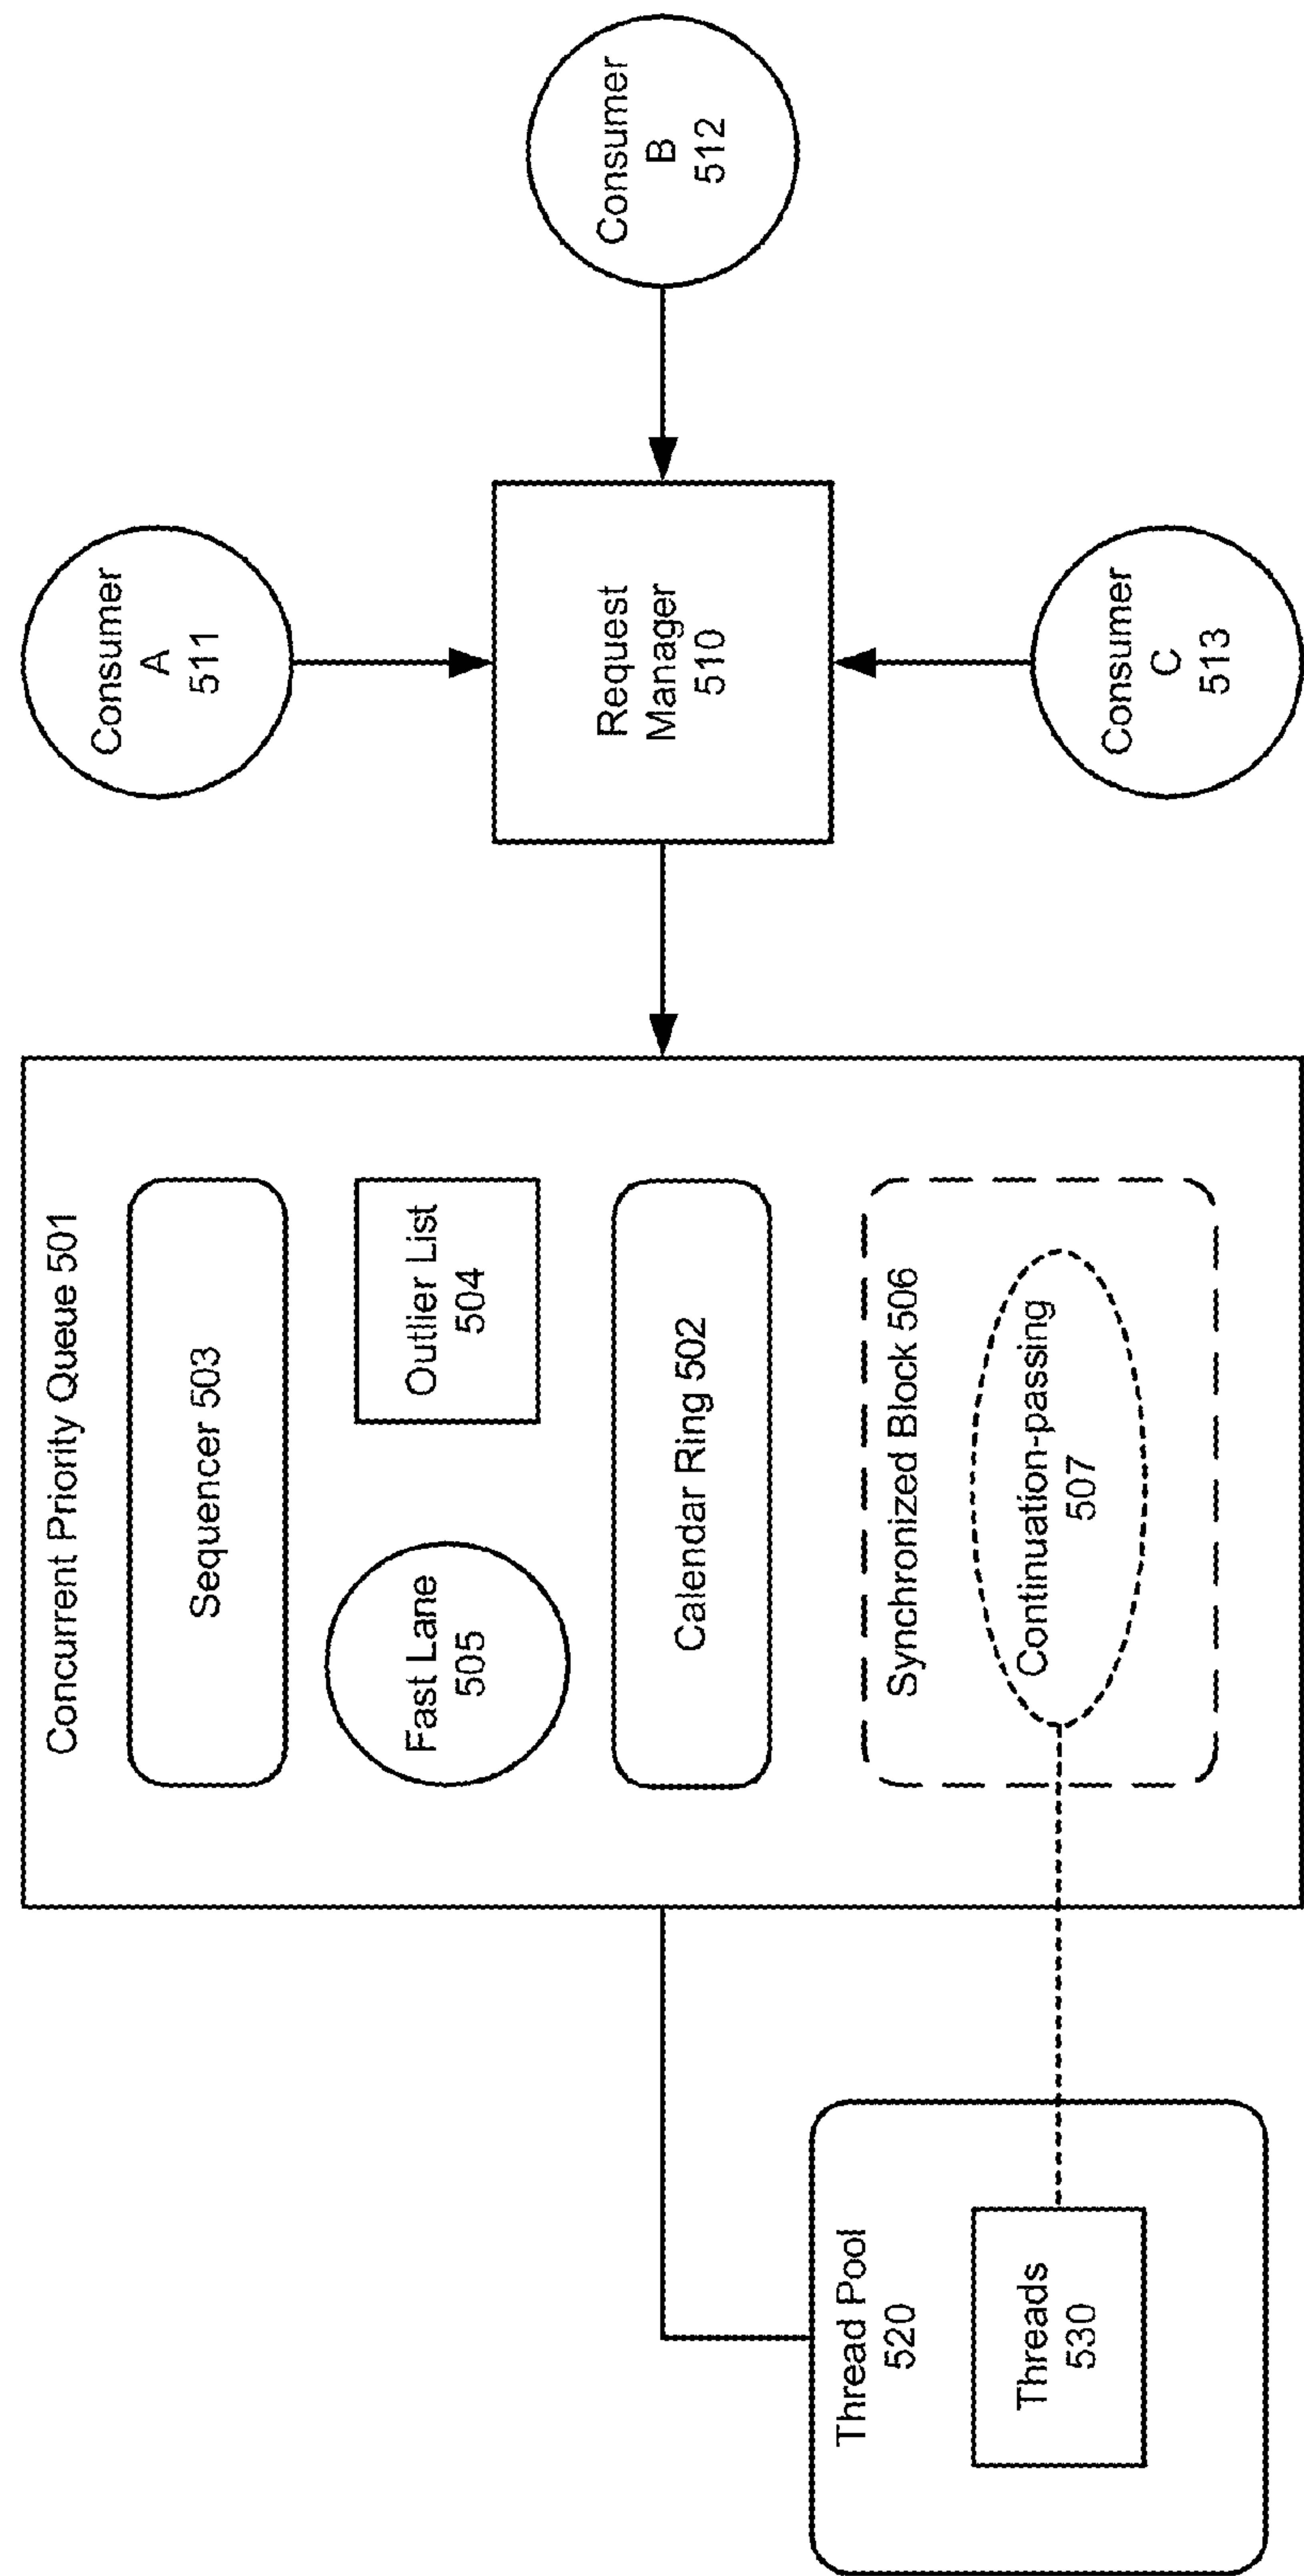 Concurrent Priority Queue 501
Sequencer 503
Fast Lane
505
Outlier List
504
Calendar Ring 502
Synchronized Block 506
Continuation-passing
507
Thread Pool
520
Threads
530
Consumer
A
511
Request
Manager
510
Consumer
B
512
Consumer
C
513